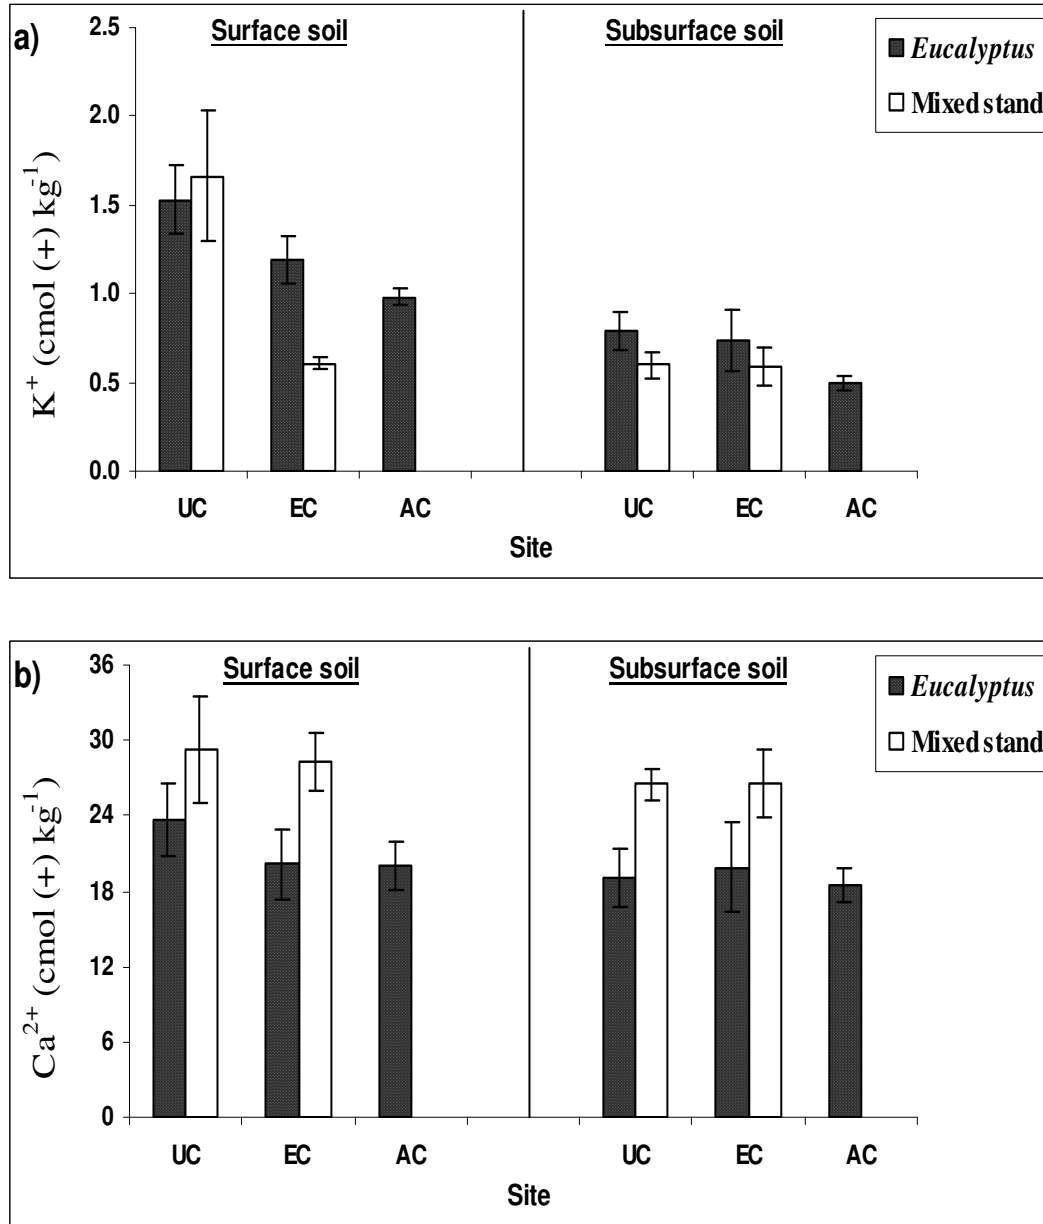 a)
Surface soil
Subsurface soil
Eucalyptus
Mixed stand
2.5
2.0
1.5
1.0
0.5
0.0
K⁺ (cmol (+) kg⁻¹)
UC EC AC UC EC AC
Site
b)
Surface soil
Subsurface soil
Eucalyptus
Mixed stand
36
30
24
18
12
6
0
Ca²⁺ (cmol (+) kg⁻¹)
UC EC AC UC EC AC
Site